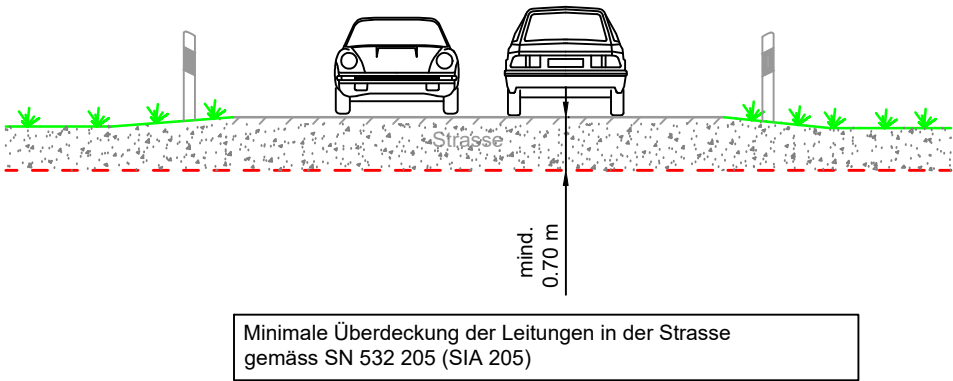 Strasse
mind.
0.70 m
Minimale Überdeckung der Leitungen in der Strasse
gemäss SN 532 205 (SIA 205)